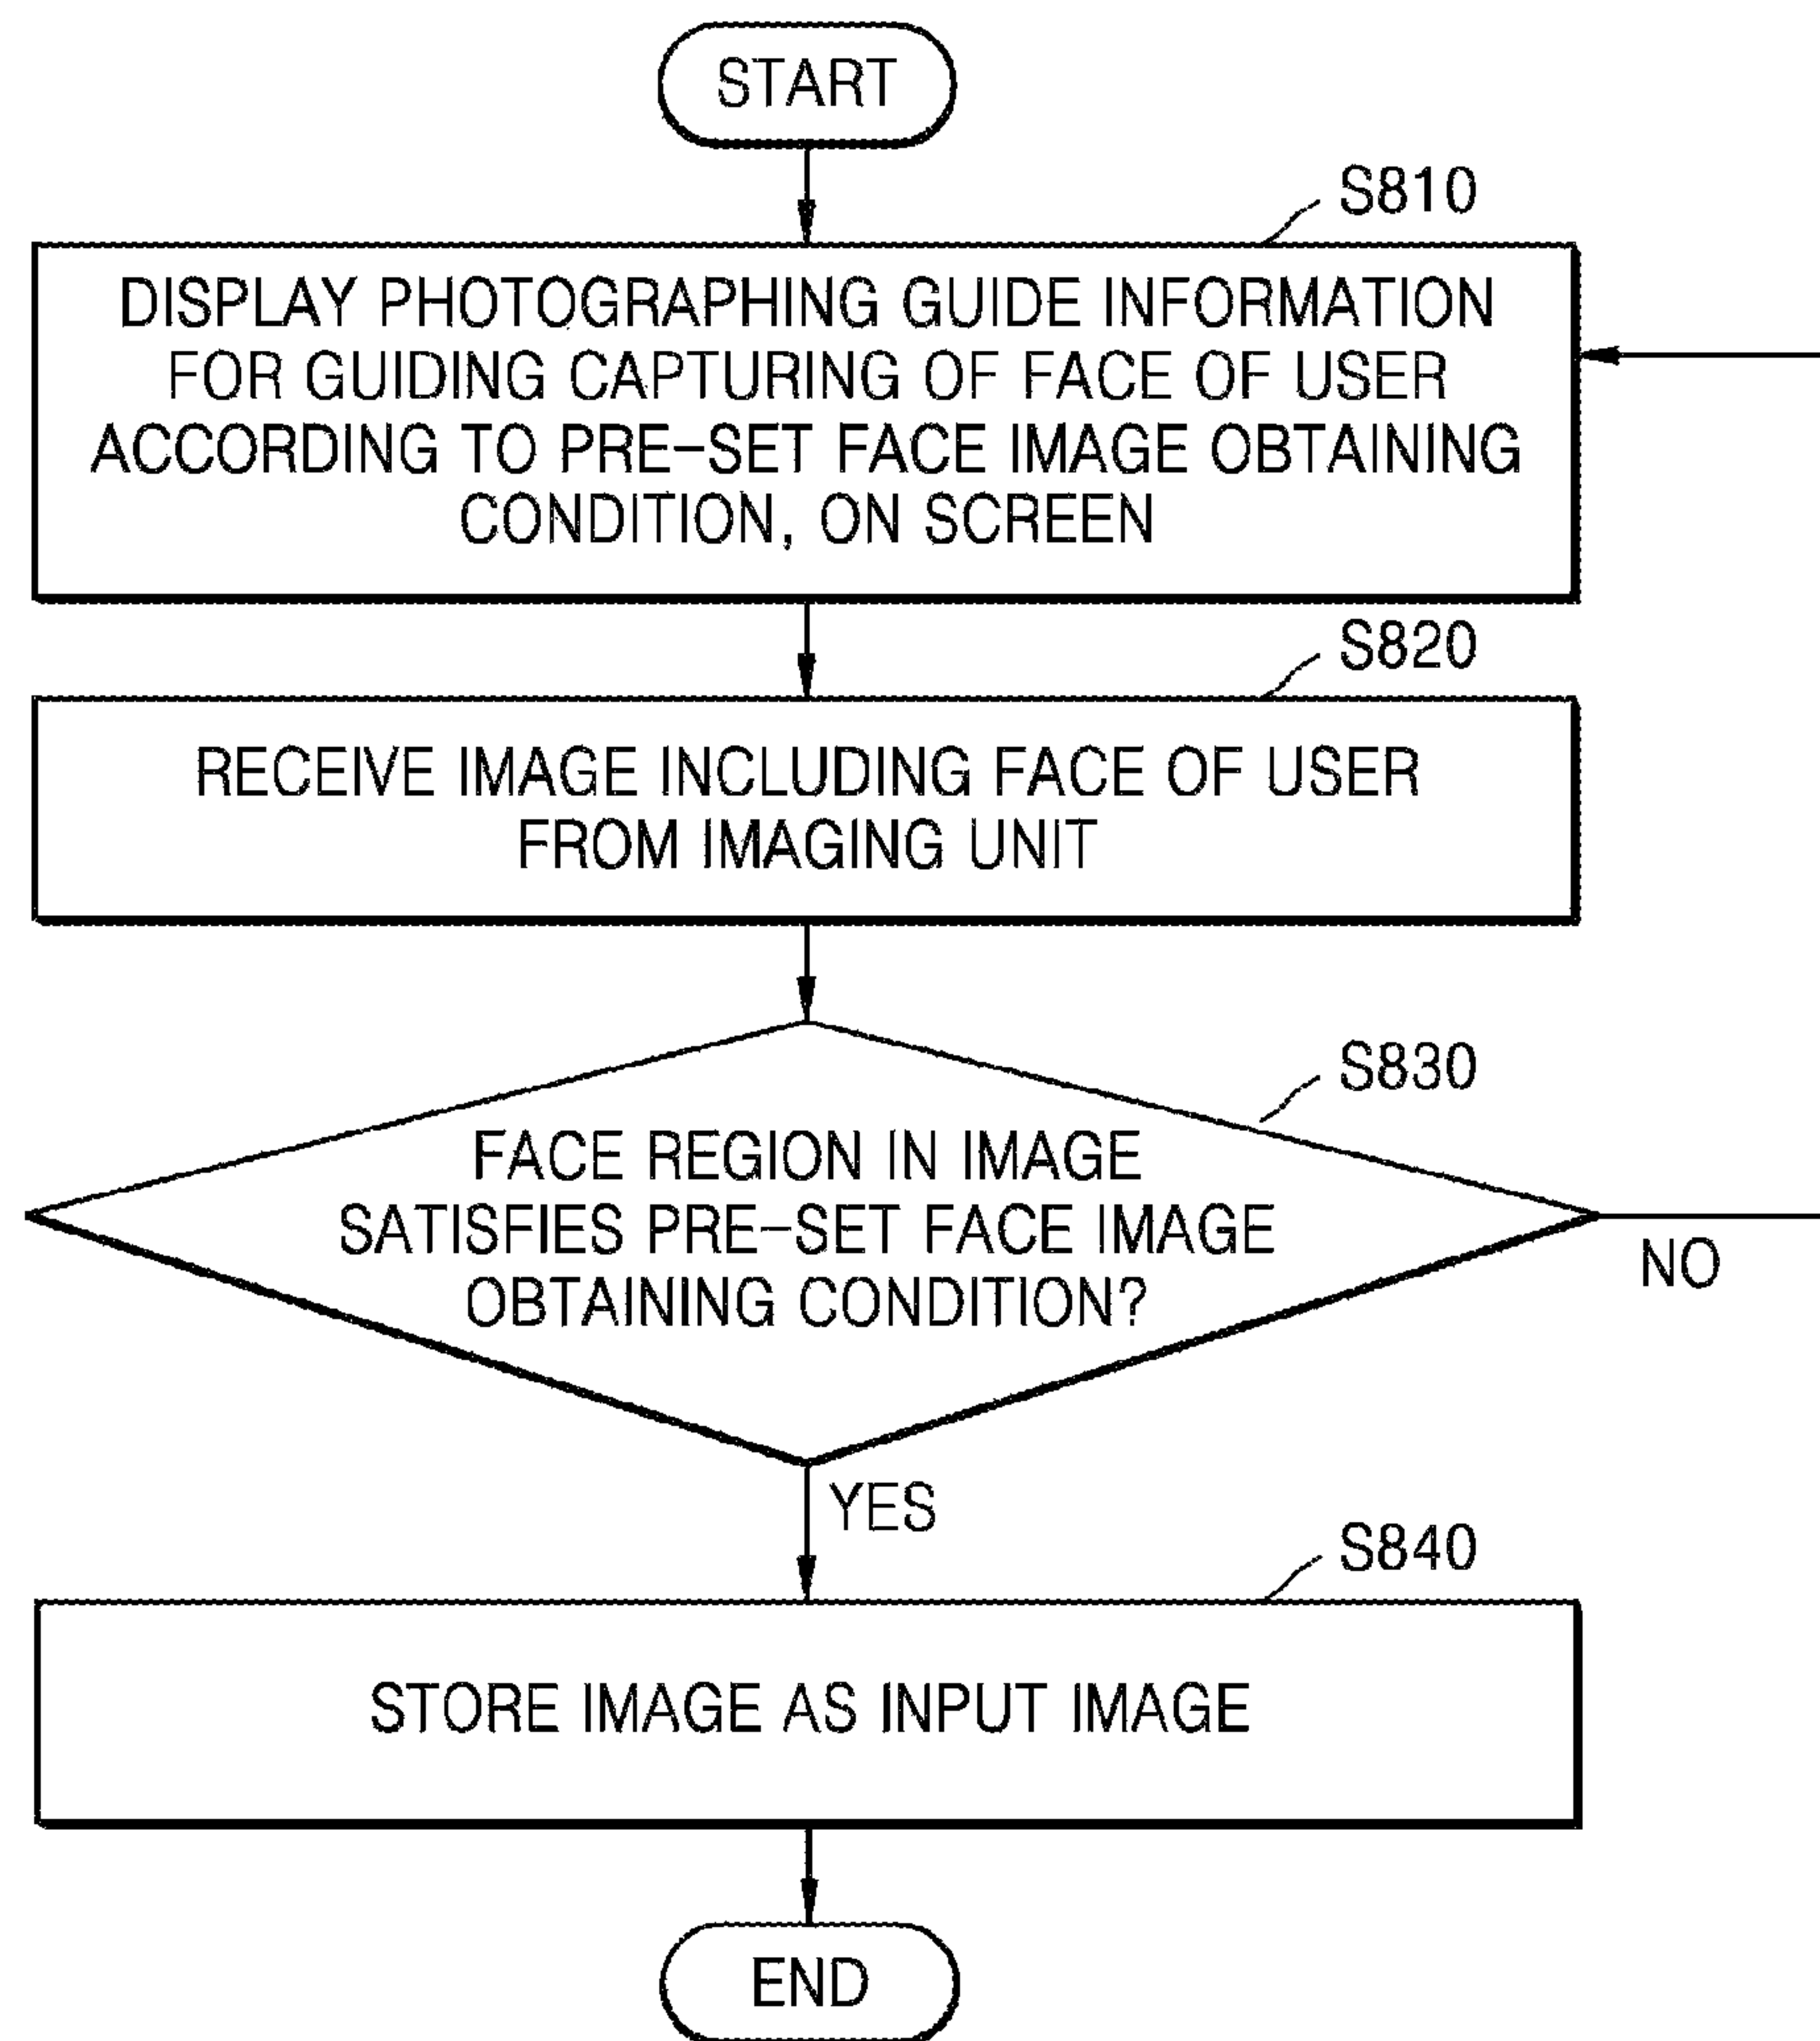 START
S810
DISPLAY PHOTOGRAPHING GUIDE INFORMATION
FOR GUIDING CAPTURING OF FACE OF USER
ACCORDING TO PRE-SET FACE IMAGE OBTAINING
CONDITION, ON SCREEN
S820
RECEIVE IMAGE INCLUDING FACE OF USER
FROM IMAGING UNIT
S830
FACE REGION IN IMAGE
SATISFIES PRE-SET FACE IMAGE
OBTAINING CONDITION?
NO
YES
S840
STORE IMAGE AS INPUT IMAGE
END